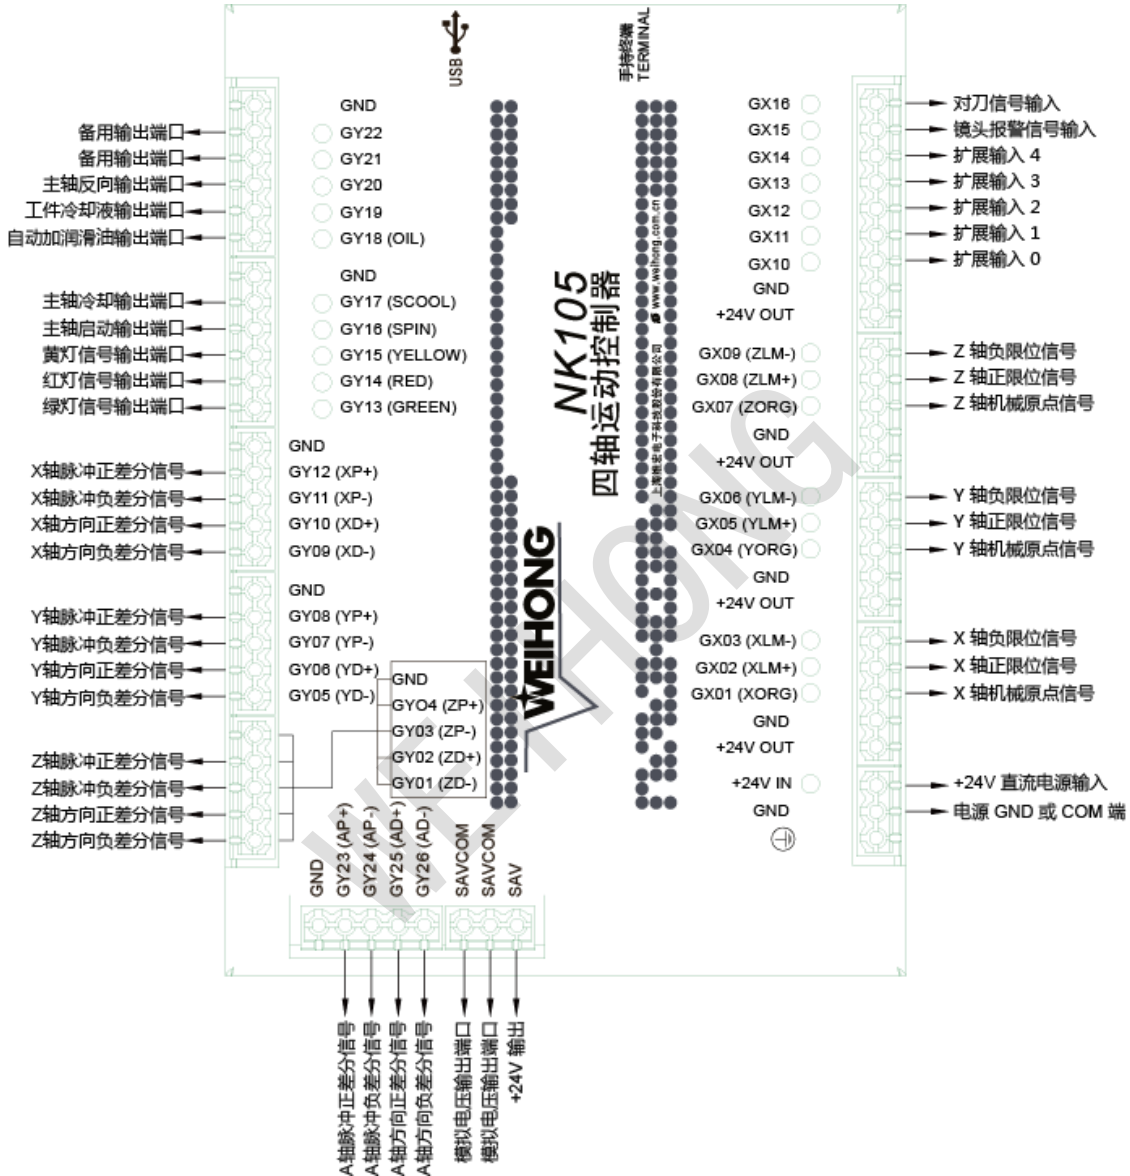 USB
手持终端
TERMINAL
GND
备用输出端口 GY22
备用输出端口 GY21
主轴反向输出端口 GY20
工件冷却液输出端口 GY19
自动加润滑油输出端口 GY18 (OIL)
GND
主轴冷却输出端口 GY17 (SCOOL)
主轴启动输出端口 GY16 (SPIN)
黄灯信号输出端口 GY15 (YELLOW)
红灯信号输出端口 GY14 (RED)
绿灯信号输出端口 GY13 (GREEN)
GND
X轴脉冲正差分信号 GY12 (XP+)
X轴脉冲负差分信号 GY11 (XP-)
X轴方向正差分信号 GY10 (XD+)
X轴方向负差分信号 GY09 (XD-)
GND
Y轴脉冲正差分信号 GY08 (YP+)
Y轴脉冲负差分信号 GY07 (YP-)
Y轴方向正差分信号 GY06 (YD+)
Y轴方向负差分信号 GY05 (YD-)
GND
GYO4 (ZP+)
GY03 (ZP-)
GY02 (ZD+)
GY01 (ZD-)
Z轴脉冲正差分信号
Z轴脉冲负差分信号
Z轴方向正差分信号
Z轴方向负差分信号
NK105
四轴运动控制器
上海维宏电子科技股份有限公司 www.weihong.com.cn
WEIHONG
GX16 对刀信号输入
GX15 镜头报警信号输入
GX14 扩展输入 4
GX13 扩展输入 3
GX12 扩展输入 2
GX11 扩展输入 1
GX10 扩展输入 0
GND
+24V OUT
GX09 (ZLM-) Z 轴负限位信号
GX08 (ZLM+) Z 轴正限位信号
GX07 (ZORG) Z 轴机械原点信号
GND
+24V OUT
GX06 (YLM-) Y 轴负限位信号
GX05 (YLM+) Y 轴正限位信号
GX04 (YORG) Y 轴机械原点信号
GND
+24V OUT
GX03 (XLM-) X 轴负限位信号
GX02 (XLM+) X 轴正限位信号
GX01 (XORG) X 轴机械原点信号
GND
+24V OUT
+24V IN +24V 直流电源输入
GND 电源 GND 或 COM 端
GND
GY23 (AP+) A轴脉冲正差分信号
GY24 (AP-) A轴脉冲负差分信号
GY25 (AD+) A轴方向正差分信号
GY26 (AD-) A轴方向负差分信号
SAVCOM 模拟电压输出端口
SAVCOM 模拟电压输出端口
SAV +24V 输出
WEIHONG